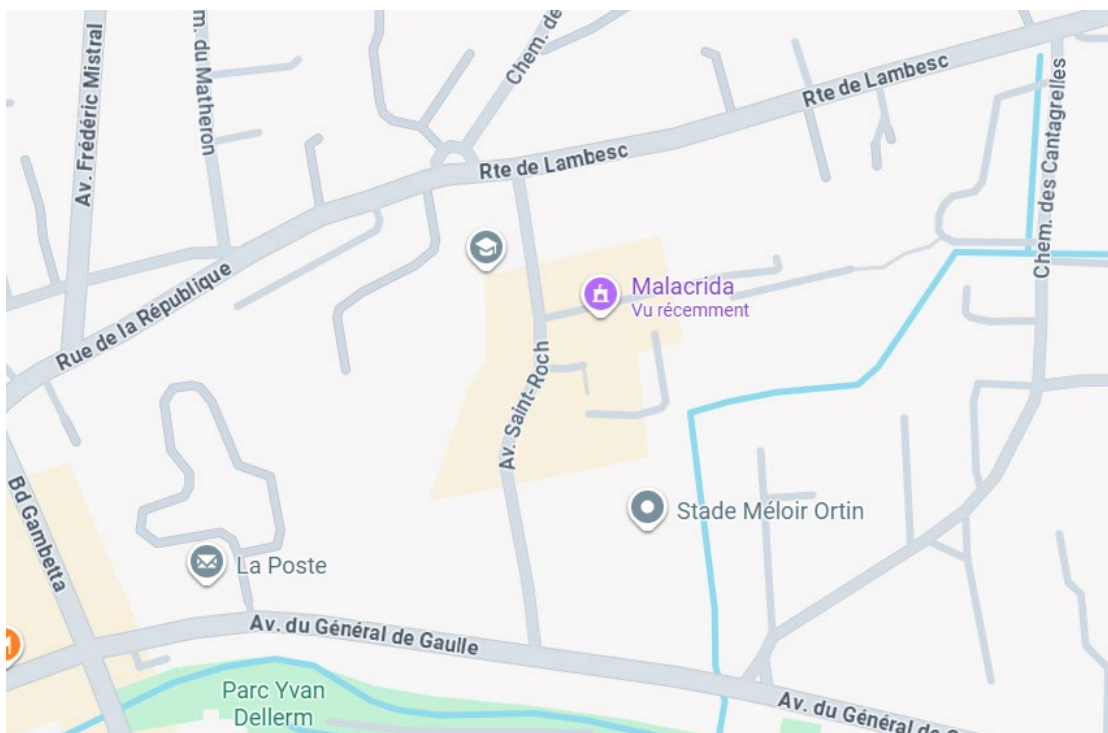 m. du Matheron
Chem. de
Av. Frédéric Mistral
Rte de Lambesc
Rte de Lambesc
Chem. des Cantagrelles
Rue de la République
Malacrida
Vu récemment
Av. Saint-Roch
Bd Gambetta
Stade Méloir Ortin
La Poste
Av. du Général de Gaulle
Parc Yvan
Dellerm
Av. du Général de G